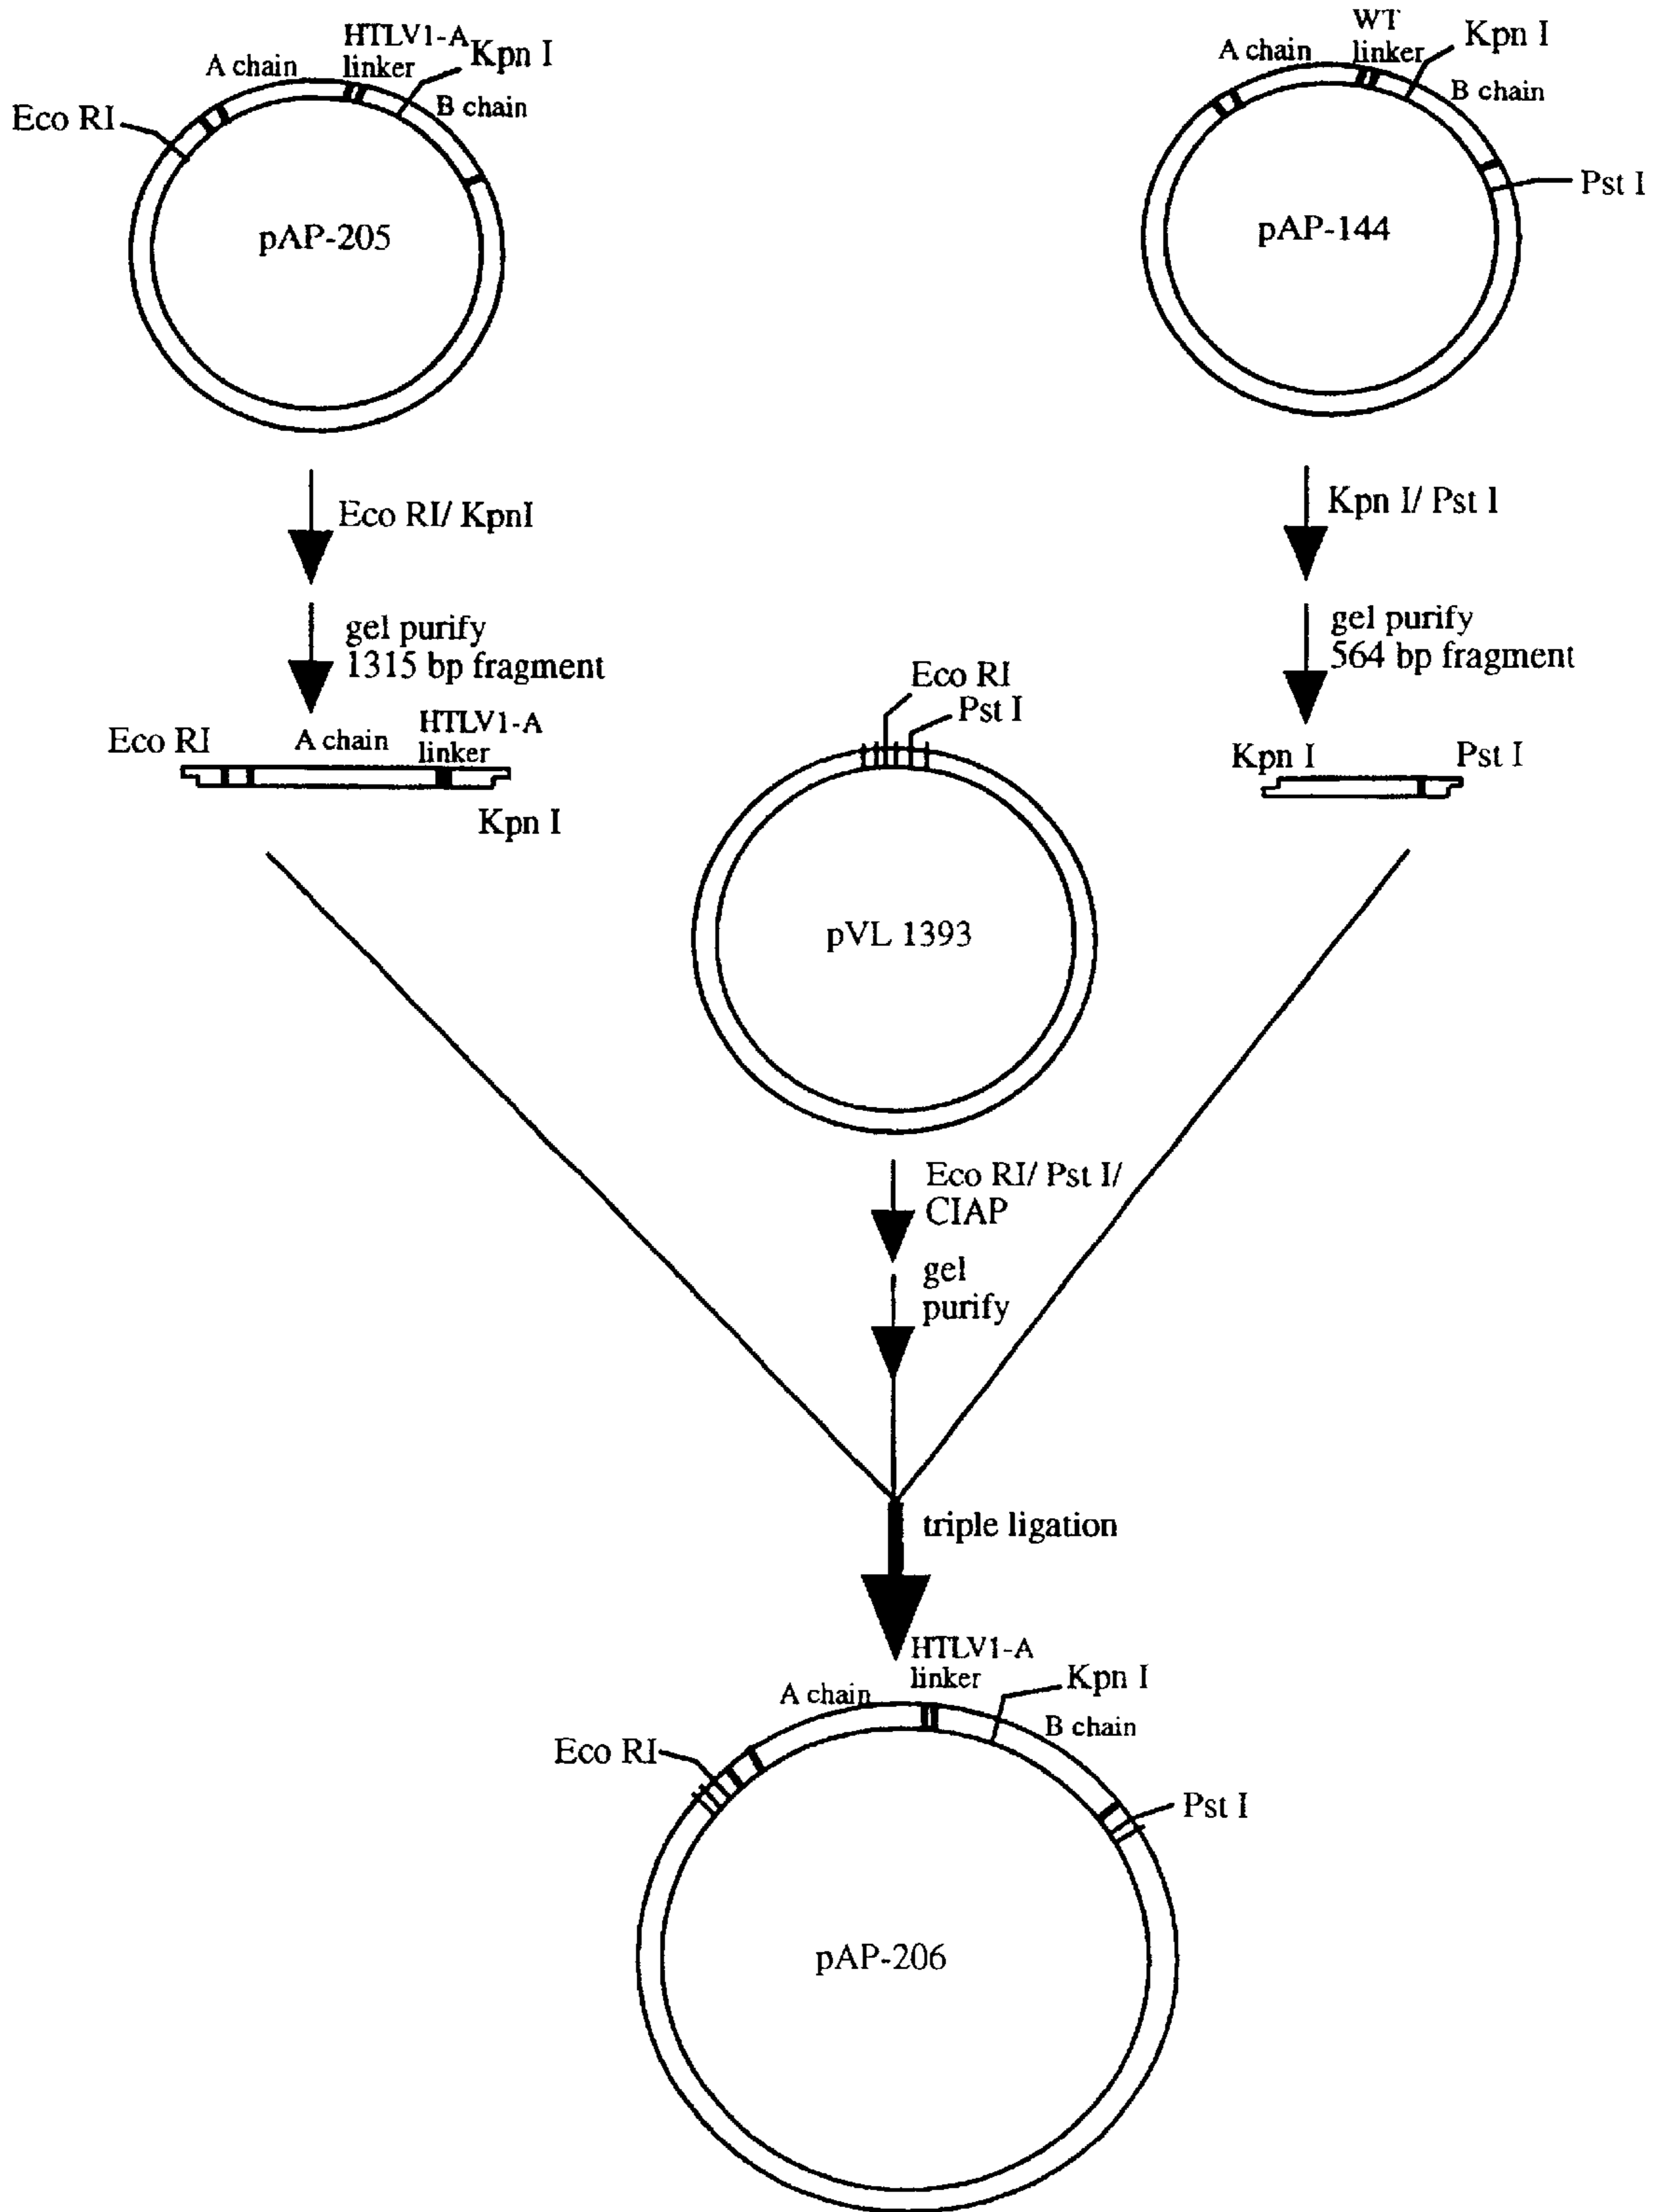 HTLV1-A
linker
A chain
Kpn I
Eco RI
B chain
pAP-205
WT
linker
A chain
Kpn I
B chain
Pst I
pAP-144
Eco RI/ KpnI
gel purify
1315 bp fragment
Kpn I/ Pst I
gel purify
564 bp fragment
Eco RI
A chain
HTLV1-A
linker
Kpn I
Eco RI
Pst I
Kpn I
Pst I
pVL 1393
Eco RI/ Pst I/
CIAP
gel
purify
triple ligation
HTLV1-A
linker
A chain
Kpn I
B chain
Eco RI
Pst I
pAP-206